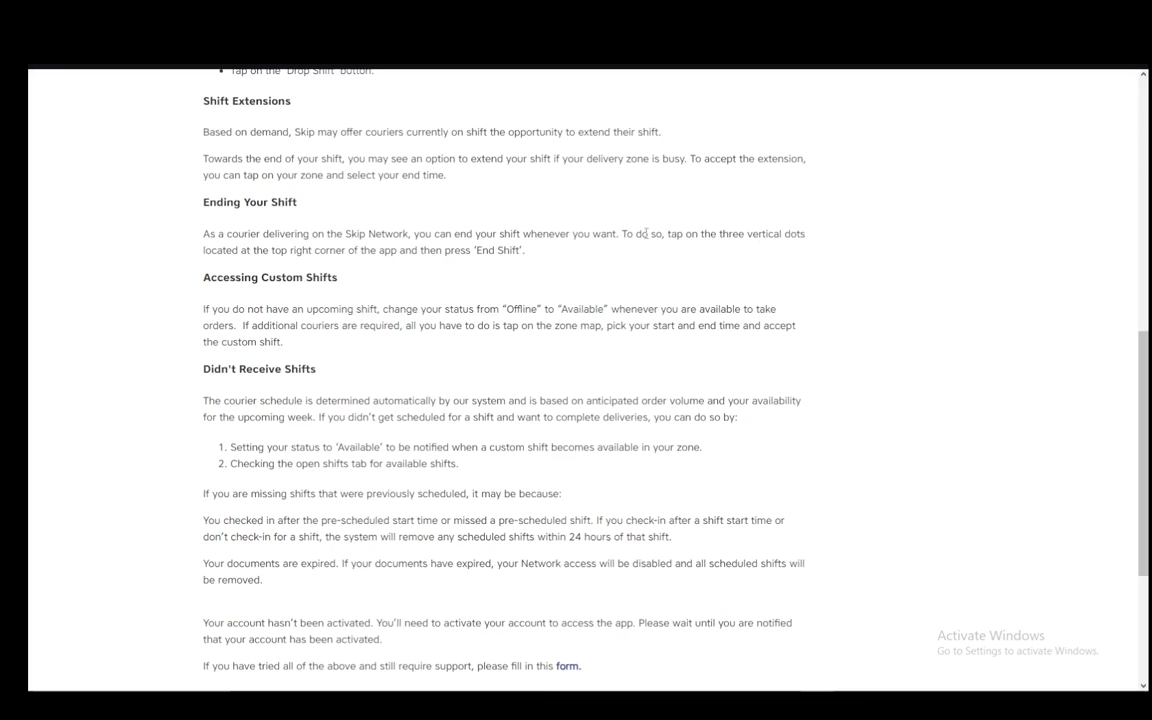 Tap on the 'Drop Shift' button.
Shift Extensions
Based on demand, Skip may offer couriers currently on shift the opportunity to extend their shift.
Towards the end of your shift, you may see an option to extend your shift if your delivery zone is busy. To accept the extension,
you can tap on your zone and select your end time.
Ending Your Shift
As a courier delivering on the Skip Network, you can end your shift whenever you want. To do so, tap on the three vertical dots
located at the top right corner of the app and then press ‘End Shift’.
Accessing Custom Shifts
If you do not have an upcoming shift, change your status from “Offline” to “Available” whenever you are available to take
orders.  If additional couriers are required, all you have to do is tap on the zone map, pick your start and end time and accept
the custom shift.
Didn't Receive Shifts
The courier schedule is determined automatically by our system and is based on anticipated order volume and your availability
for the upcoming week. If you didn’t get scheduled for a shift and want to complete deliveries, you can do so by:
1. Setting your status to ‘Available’ to be notified when a custom shift becomes available in your zone.
2. Checking the open shifts tab for available shifts.
If you are missing shifts that were previously scheduled, it may be because:
You checked in after the pre-scheduled start time or missed a pre-scheduled shift. If you check-in after a shift start time or
don’t check-in for a shift, the system will remove any scheduled shifts within 24 hours of that shift.
Your documents are expired. If your documents have expired, your Network access will be disabled and all scheduled shifts will
be removed.
Your account hasn’t been activated. You’ll need to activate your account to access the app. Please wait until you are notified
that your account has been activated.
If you have tried all of the above and still require support, please fill in this form.
Activate Windows
Go to Settings to activate Windows.